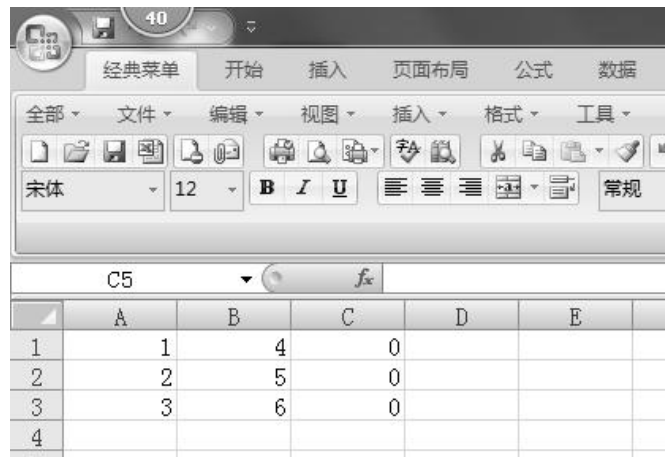 40
经典菜单 开始 插入 页面布局 公式 数据
全部 文件 编辑 视图 插入 格式 工具
宋体 12 B I U 常规
C5 fx
A B C D E
1 1 4 0
2 2 5 0
3 3 6 0
4